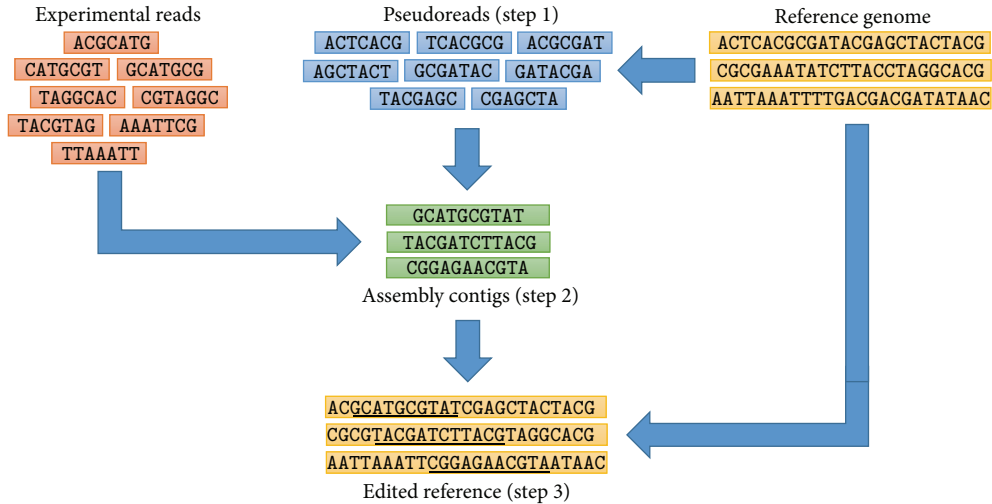 Experimental reads
ACGCATG
CATGCGT GCATGCG
TAGGCAC CGTAGGC
TACGTAG AAATTCG
TTAAATT
Pseudoreads (step 1)
ACTCACG TCACGCG ACGCGAT
AGCTACT GCGATAC GATACGA
TACGAGC CGAGCTA
Reference genome
ACTCACGCGATACGAGCTACTACG
CGCGAAATATCTTACCTAGGCACG
AATTAAATTTTGACGACGATATAAC
GCATGCGTAT
TACGATCTTACG
CGGAGAACGTA
Assembly contigs (step 2)
ACGCATGCGTATCGAGCTACTACG
CGCGTACGATCTTACGTAGGCACG
AATTAAATTCGGAGAACGTAATAAC
Edited reference (step 3)